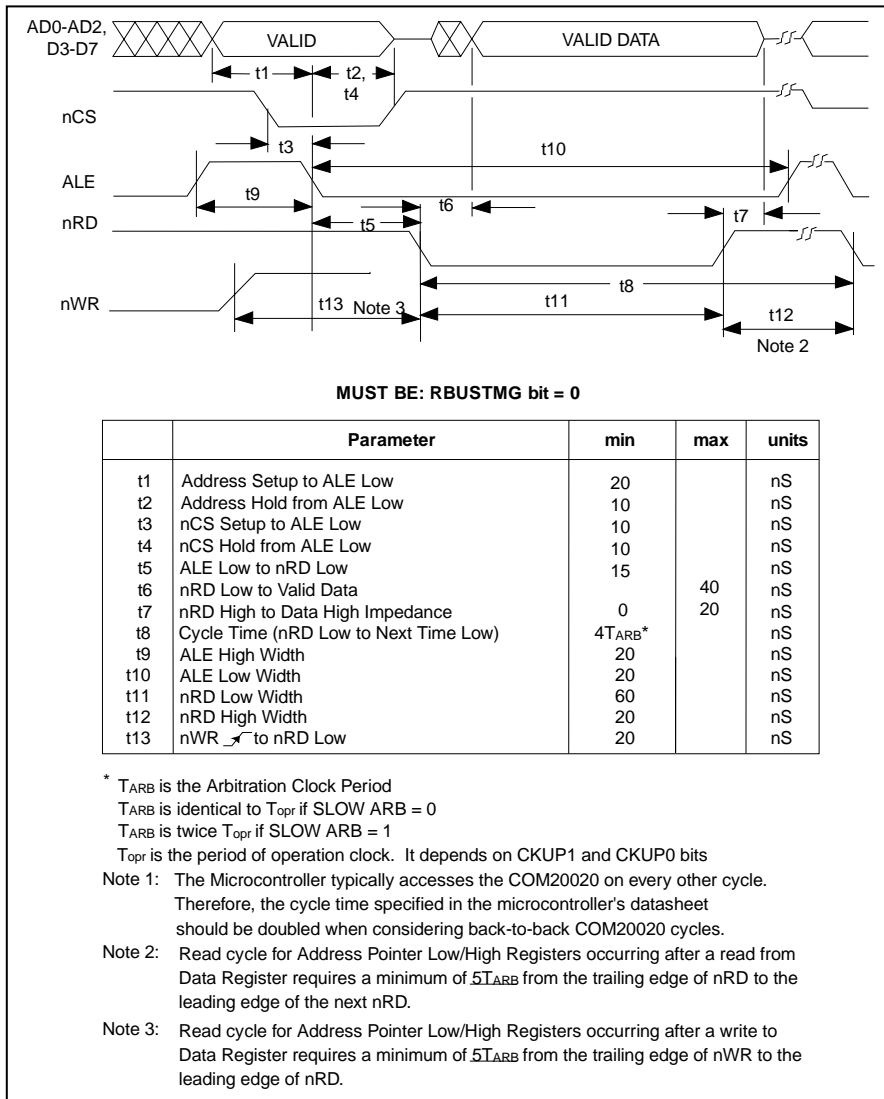 AD0-AD2,
D3-D7
VALID
VALID DATA
t1
t2,
t4
nCS
t3
t10
ALE
t9
t6
t7
nRD
t5
t8
nWR
t13
Note 3
t11
t12
Note 2
MUST BE: RBUSTMG bit = 0
Parameter min max units
t1 Address Setup to ALE Low 20 nS
t2 Address Hold from ALE Low 10 nS
t3 nCS Setup to ALE Low 10 nS
t4 nCS Hold from ALE Low 10 nS
t5 ALE Low to nRD Low 15 nS
t6 nRD Low to Valid Data 40 nS
t7 nRD High to Data High Impedance 0 20 nS
t8 Cycle Time (nRD Low to Next Time Low) 4TARB* nS
t9 ALE High Width 20 nS
t10 ALE Low Width 20 nS
t11 nRD Low Width 60 nS
t12 nRD High Width 20 nS
t13 nWR to nRD Low 20 nS
* TARB is the Arbitration Clock Period
TARB is identical to Topr if SLOW ARB = 0
TARB is twice Topr if SLOW ARB = 1
Topr is the period of operation clock. It depends on CKUP1 and CKUP0 bits
Note 1: The Microcontroller typically accesses the COM20020 on every other cycle.
Therefore, the cycle time specified in the microcontroller's datasheet
should be doubled when considering back-to-back COM20020 cycles.
Note 2: Read cycle for Address Pointer Low/High Registers occurring after a read from
Data Register requires a minimum of 5TARB from the trailing edge of nRD to the
leading edge of the next nRD.
Note 3: Read cycle for Address Pointer Low/High Registers occurring after a write to
Data Register requires a minimum of 5TARB from the trailing edge of nWR to the
leading edge of nRD.